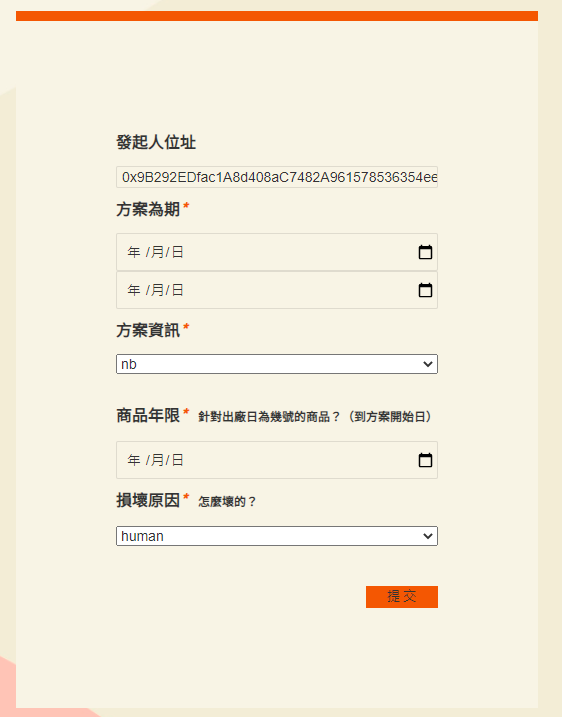 發起人位址
0x9B292EDfac1A8d408aC7482A961578536354ee
方案為期*
年 /月/日
年 /月/日
方案資訊*
nb
商品年限* 針對出廠日為幾號的商品？（到方案開始日）
年 /月/日
損壞原因* 怎麼壞的？
human
提交